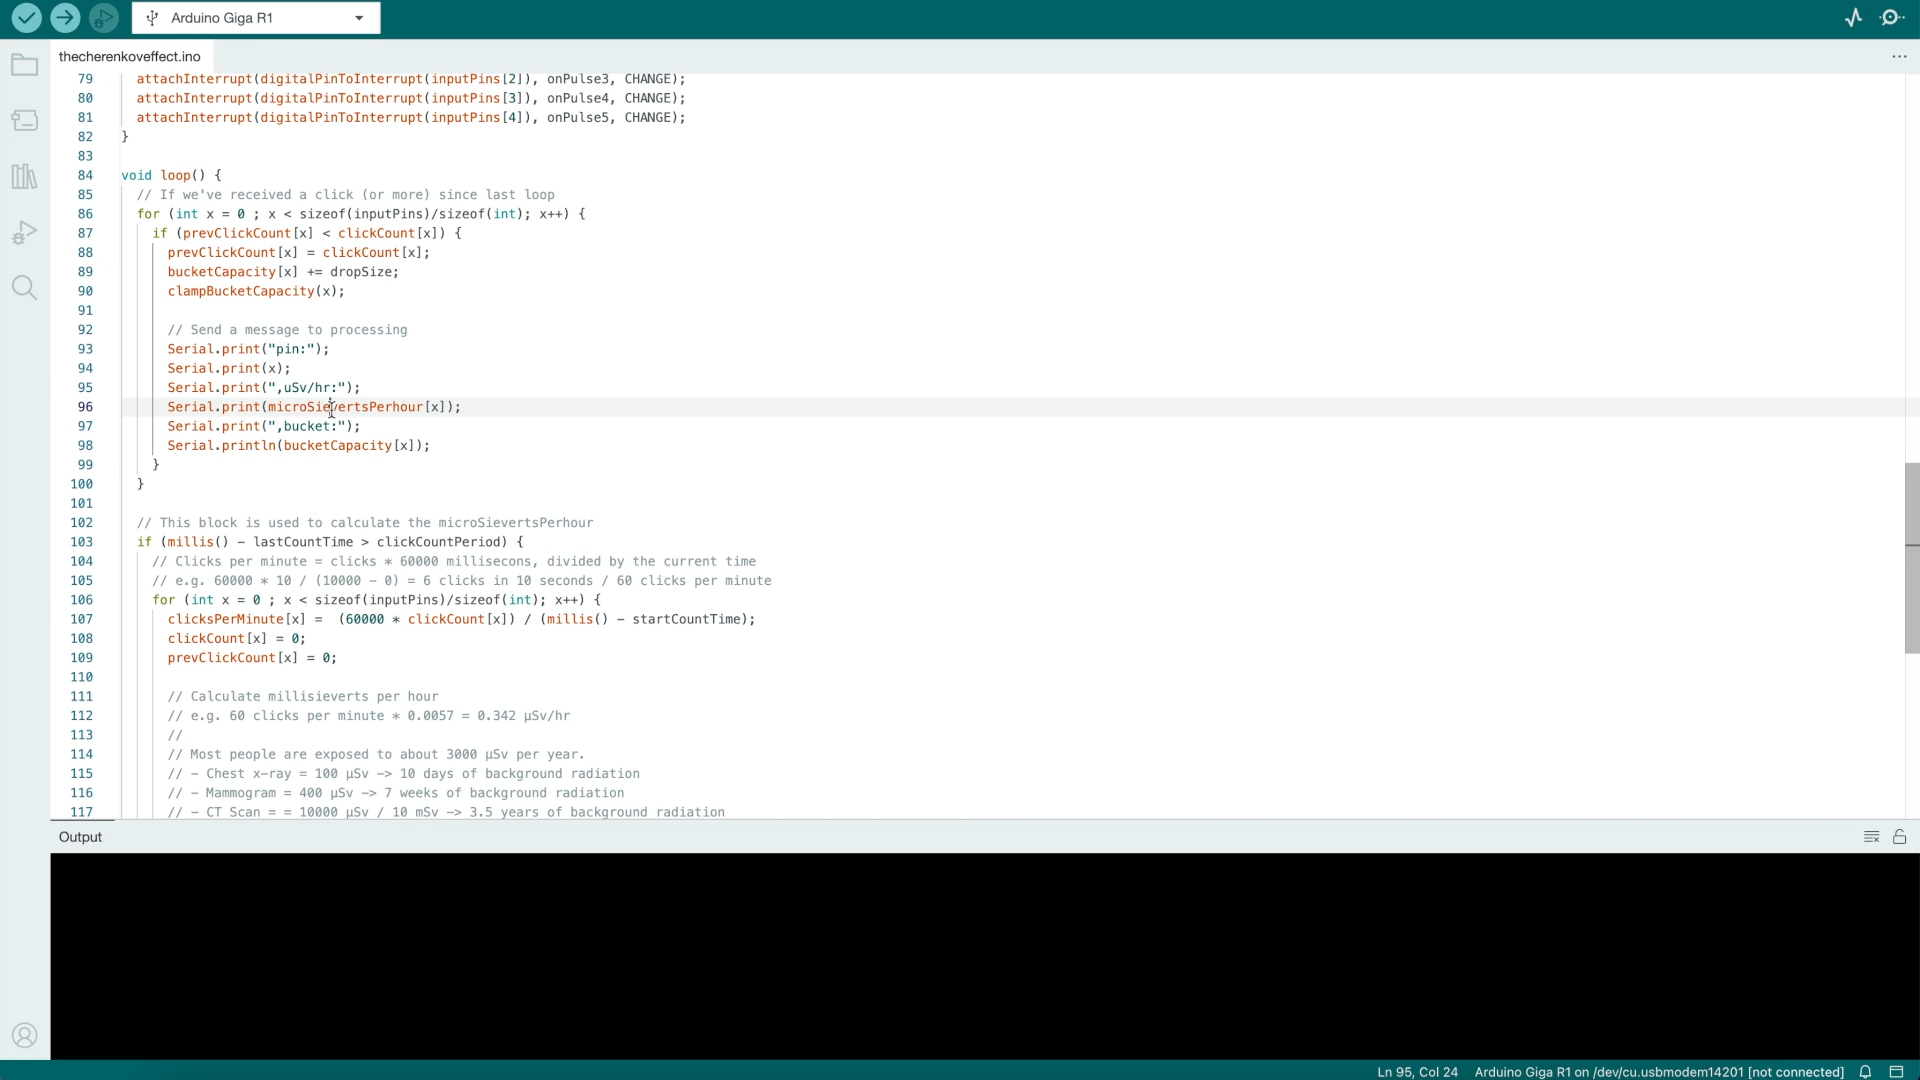 Arduino Giga R1
thecherenkoveffect.ino
79 attachInterrupt(digitalPinToInterrupt(inputPins[2]), onPulse3, CHANGE);
80 attachInterrupt(digitalPinToInterrupt(inputPins[3]), onPulse4, CHANGE);
81 attachInterrupt(digitalPinToInterrupt(inputPins[4]), onPulse5, CHANGE);
82 }
83
84 void loop() {
85 // If we've received a click (or more) since last loop
86 for (int x = 0 ; x < sizeof(inputPins)/sizeof(int); x++) {
87 if (prevClickCount[x] < clickCount[x]) {
88 prevClickCount[x] = clickCount[x];
89 bucketCapacity[x] += dropSize;
90 clampBucketCapacity(x);
91
92 // Send a message to processing
93 Serial.print("pin:");
94 Serial.print(x);
95 Serial.print(",uSv/hr:");
96 Serial.print(microSievertsPerhour[x]);
97 Serial.print(",bucket:");
98 Serial.println(bucketCapacity[x]);
99 }
100 }
101
102 // This block is used to calculate the microSievertsPerhour
103 if (millis() - lastCountTime > clickCountPeriod) {
104 // Clicks per minute = clicks * 60000 millisecons, divided by the current time
105 // e.g. 60000 * 10 / (10000 - 0) = 6 clicks in 10 seconds / 60 clicks per minute
106 for (int x = 0 ; x < sizeof(inputPins)/sizeof(int); x++) {
107 clicksPerMinute[x] =  (60000 * clickCount[x]) / (millis() - startCountTime);
108 clickCount[x] = 0;
109 prevClickCount[x] = 0;
110
111 // Calculate millisieverts per hour
112 // e.g. 60 clicks per minute * 0.0057 = 0.342 µSv/hr
113 //
114 // Most people are exposed to about 3000 µSv per year.
115 // - Chest x-ray = 100 µSv -> 10 days of background radiation
116 // - Mammogram = 400 µSv -> 7 weeks of background radiation
117 // - CT Scan = = 10000 µSv / 10 mSv -> 3.5 years of background radiation
Output
Ln 95, Col 24 Arduino Giga R1 on /dev/cu.usbmodem14201 [not connected]